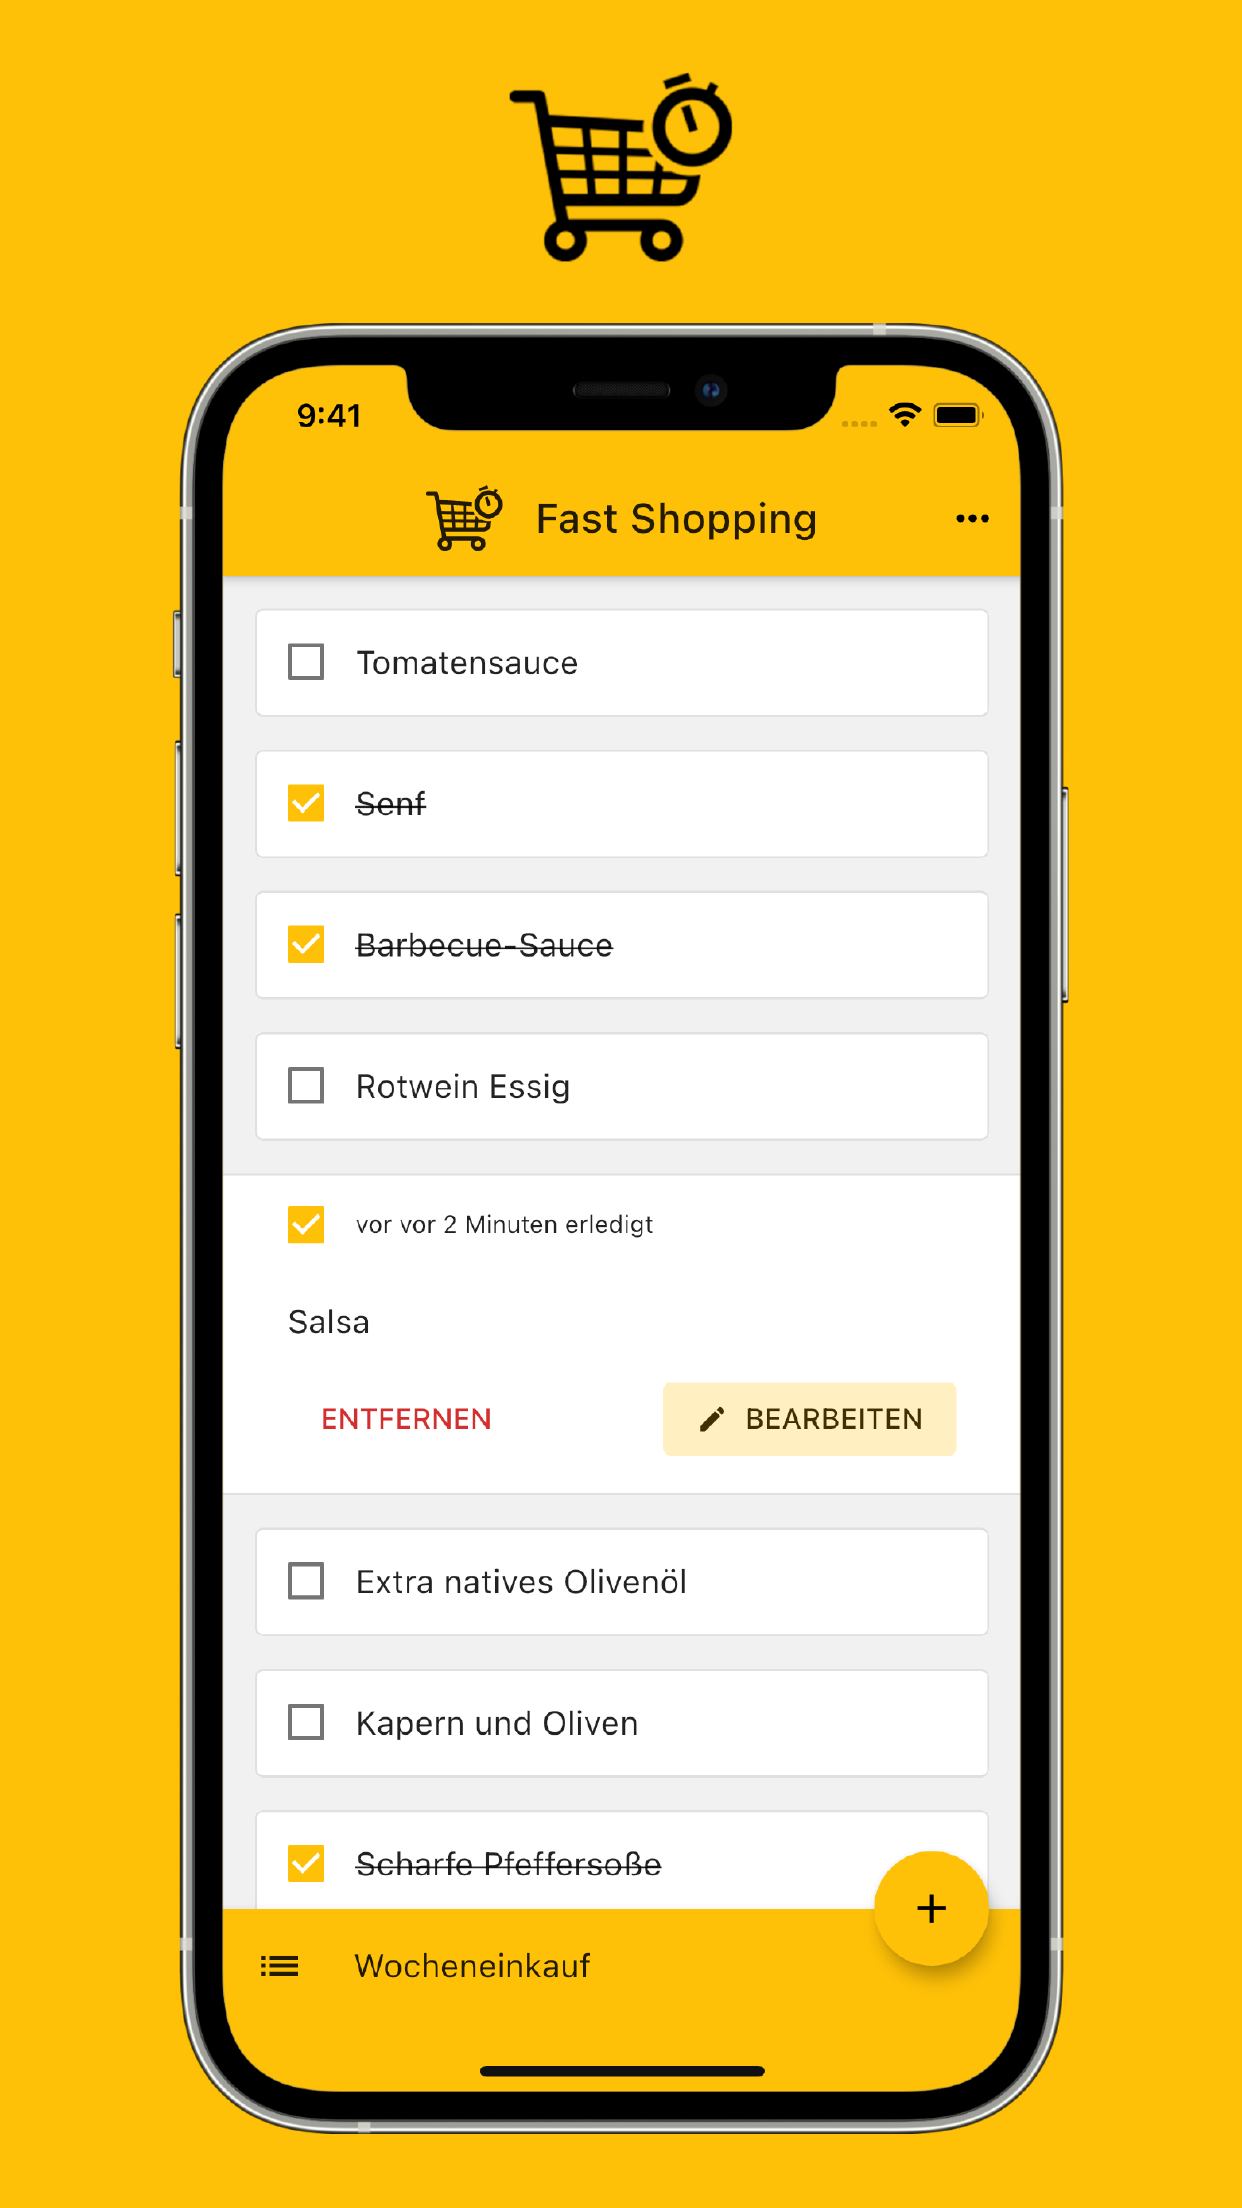 9:41
Fast Shopping
Tomatensauce
Senf
Barbecue-Sauce
Rotwein Essig
vor vor 2 Minuten erledigt
Salsa
ENTFERNEN
BEARBEITEN
Extra natives Olivenöl
Kapern und Oliven
Scharfe Pfeffersoße
Wocheneinkauf